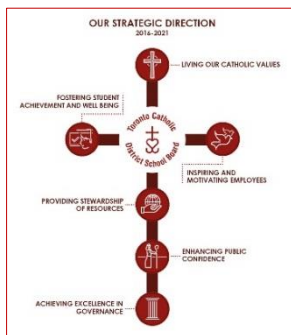 OUR STRATEGIC DIRECTION
2016-2021
LIVING OUR CATHOLIC VALUES
FOSTERING STUDENT
ACHIEVEMENT AND WELL BEING
Toronto Catholic
District School Board
INSPIRING AND
MOTIVATING EMPLOYEES
PROVIDING STEWARDSHIP
OF RESOURCES
ENHANCING PUBLIC
CONFIDENCE
ACHIEVING EXCELLENCE IN
GOVERNANCE